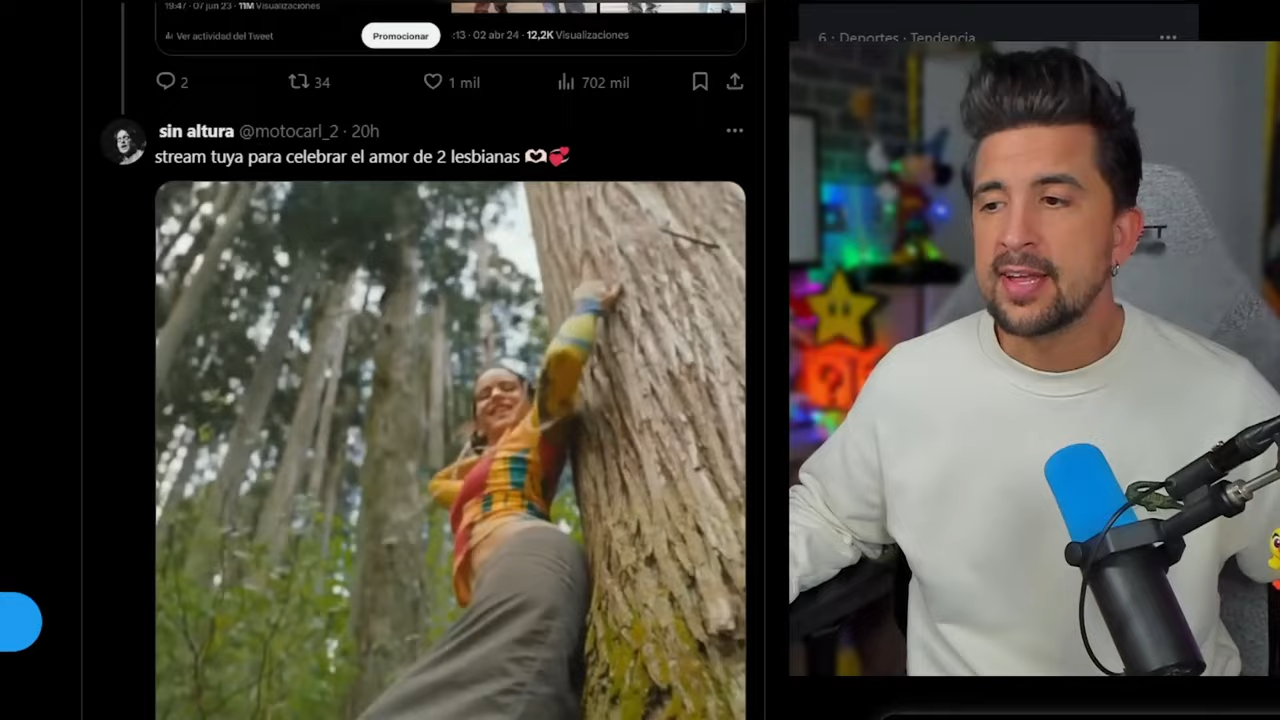 19:47 · 07 jun 23 · 11M Visualizaciones
Ver actividad del Tweet
Promocionar
:13 · 02 abr 24 · 12,2K Visualizaciones
2
34
1 mil
702 mil
6 · Deportes · Tendencia
sin altura @motocarl_2 · 20h
stream tuya para celebrar el amor de 2 lesbianas 🫶🏻💞